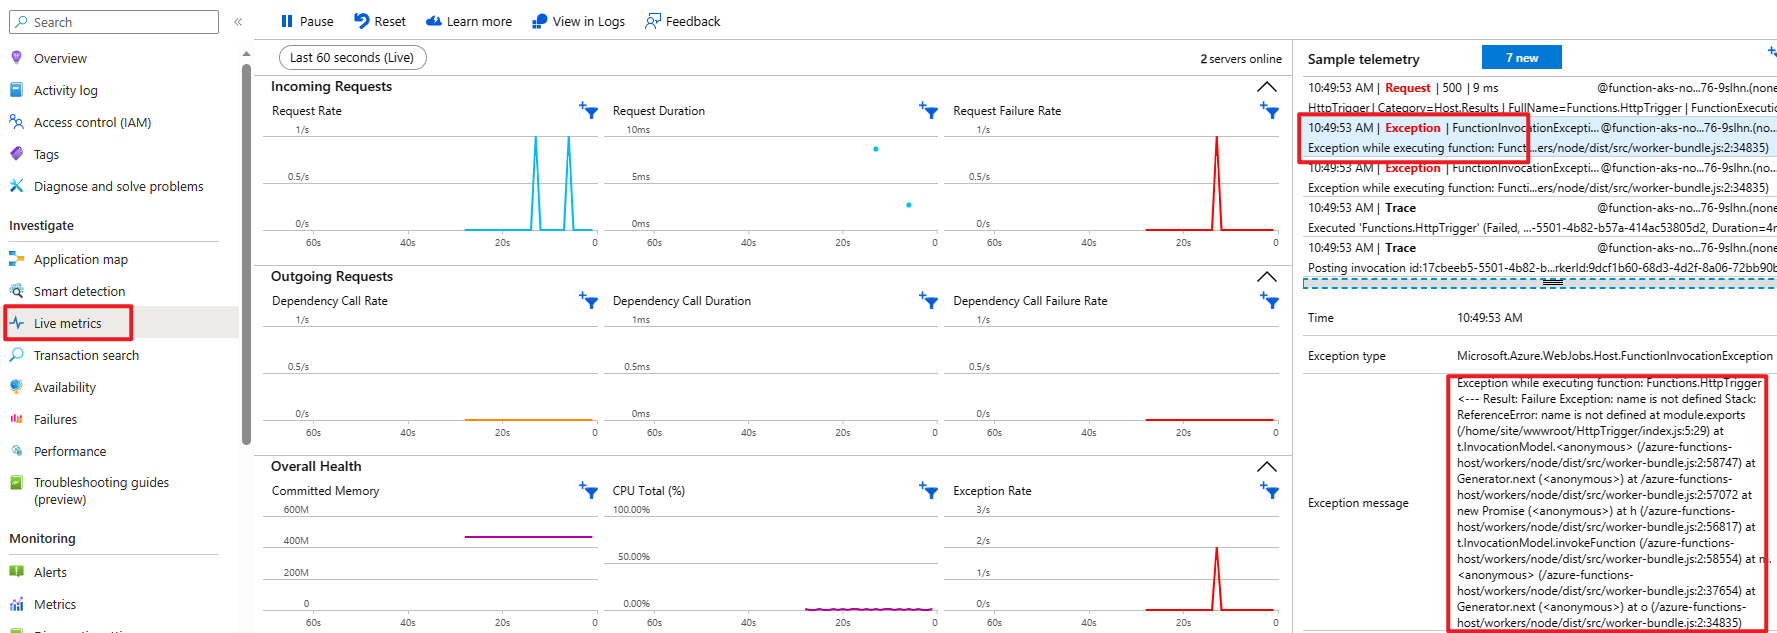 Search
«
Overview
Activity log
Access control (IAM)
Tags
Diagnose and solve problems
Investigate
Application map
Smart detection
Live metrics
Transaction search
Availability
Failures
Performance
Troubleshooting guides
(preview)
Monitoring
Alerts
Metrics
Pause
Reset
Learn more
View in Logs
Feedback
Last 60 seconds (Live)
2 servers online
Incoming Requests
Request Rate
1/s
0.5/s
0/s
60s 40s 20s 0
Request Duration
10ms
5ms
0ms
60s 40s 20s 0
Request Failure Rate
1/s
0.5/s
0/s
60s 40s 20s 0
Outgoing Requests
Dependency Call Rate
1/s
0.5/s
0/s
60s 40s 20s 0
Dependency Call Duration
1ms
0.5ms
0ms
60s 40s 20s 0
Dependency Call Failure Rate
1/s
0.5/s
0/s
60s 40s 20s 0
Overall Health
Committed Memory
600M
400M
200M
0
60s 40s 20s 0
CPU Total (%)
100.00%
50.00%
0.00%
60s 40s 20s 0
Exception Rate
3/s
2/s
1/s
0/s
60s 40s 20s 0
Sample telemetry
7 new
10:49:53 AM | Request | 500 | 9 ms @function-aks-no...76-9slhn.(none
HttpTrigger | Category=Host.Results | FullName=Functions.HttpTrigger | FunctionExecutio
10:49:53 AM | Exception | FunctionInvocationExcepti... @function-aks-no...76-9slhn.(no...
Exception while executing function: Functi...ers/node/dist/src/worker-bundle.js:2:34835)
10:49:53 AM | Exception | FunctionInvocationExcepti... @function-aks-no...76-9slhn.(no...
Exception while executing function: Functi...ers/node/dist/src/worker-bundle.js:2:34835)
10:49:53 AM | Trace @function-aks-no...76-9slhn.(none
Executed 'Functions.HttpTrigger' (Failed, ...-5501-4b82-b57a-414ac53805d2, Duration=4r
10:49:53 AM | Trace @function-aks-no...76-9slhn.(none
Posting invocation id:17cbeeb5-5501-4b82-b...rkerId:9dcf1b60-68d3-4d2f-8a06-72bb90b
Time 10:49:53 AM
Exception type Microsoft.Azure.WebJobs.Host.FunctionInvocationException
Exception message
Exception while executing function: Functions.HttpTrigger
<--- Result: Failure Exception: name is not defined Stack:
ReferenceError: name is not defined at module.exports
(/home/site/wwwroot/HttpTrigger/index.js:5:29) at
t.InvocationModel.<anonymous> (/azure-functions-
host/workers/node/dist/src/worker-bundle.js:2:58747) at
Generator.next (<anonymous>) at /azure-functions-
host/workers/node/dist/src/worker-bundle.js:2:57072 at
new Promise (<anonymous>) at h (/azure-functions-
host/workers/node/dist/src/worker-bundle.js:2:56817) at
t.InvocationModel.invokeFunction (/azure-functions-
host/workers/node/dist/src/worker-bundle.js:2:58554) at m.
<anonymous> (/azure-functions-
host/workers/node/dist/src/worker-bundle.js:2:37654) at
Generator.next (<anonymous>) at o (/azure-functions-
host/workers/node/dist/src/worker-bundle.js:2:34835)